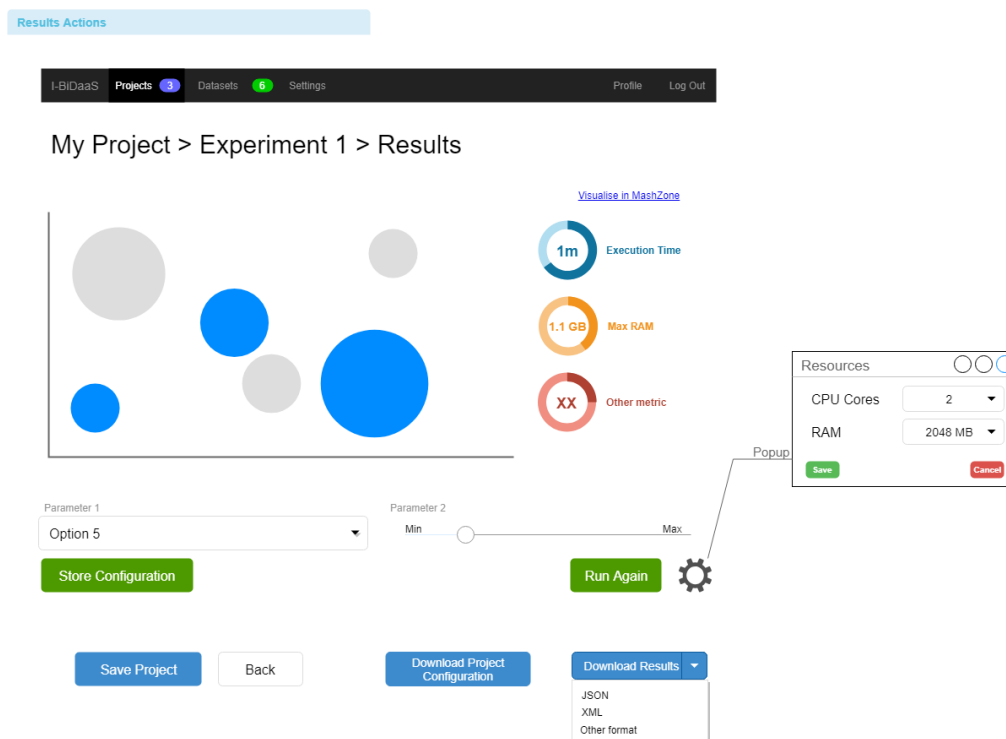 Results Actions
I-BiDaaS Projects 3 Datasets 6 Settings Profile Log Out
My Project > Experiment 1 > Results
Visualise in MashZone
1m Execution Time
1.1 GB Max RAM
XX Other metric
Resources
CPU Cores 2
RAM 2048 MB
Save Cancel
Popup
Parameter 1
Option 5
Parameter 2
Min Max
Store Configuration
Run Again
Save Project
Back
Download Project
Configuration
Download Results
JSON
XML
Other format